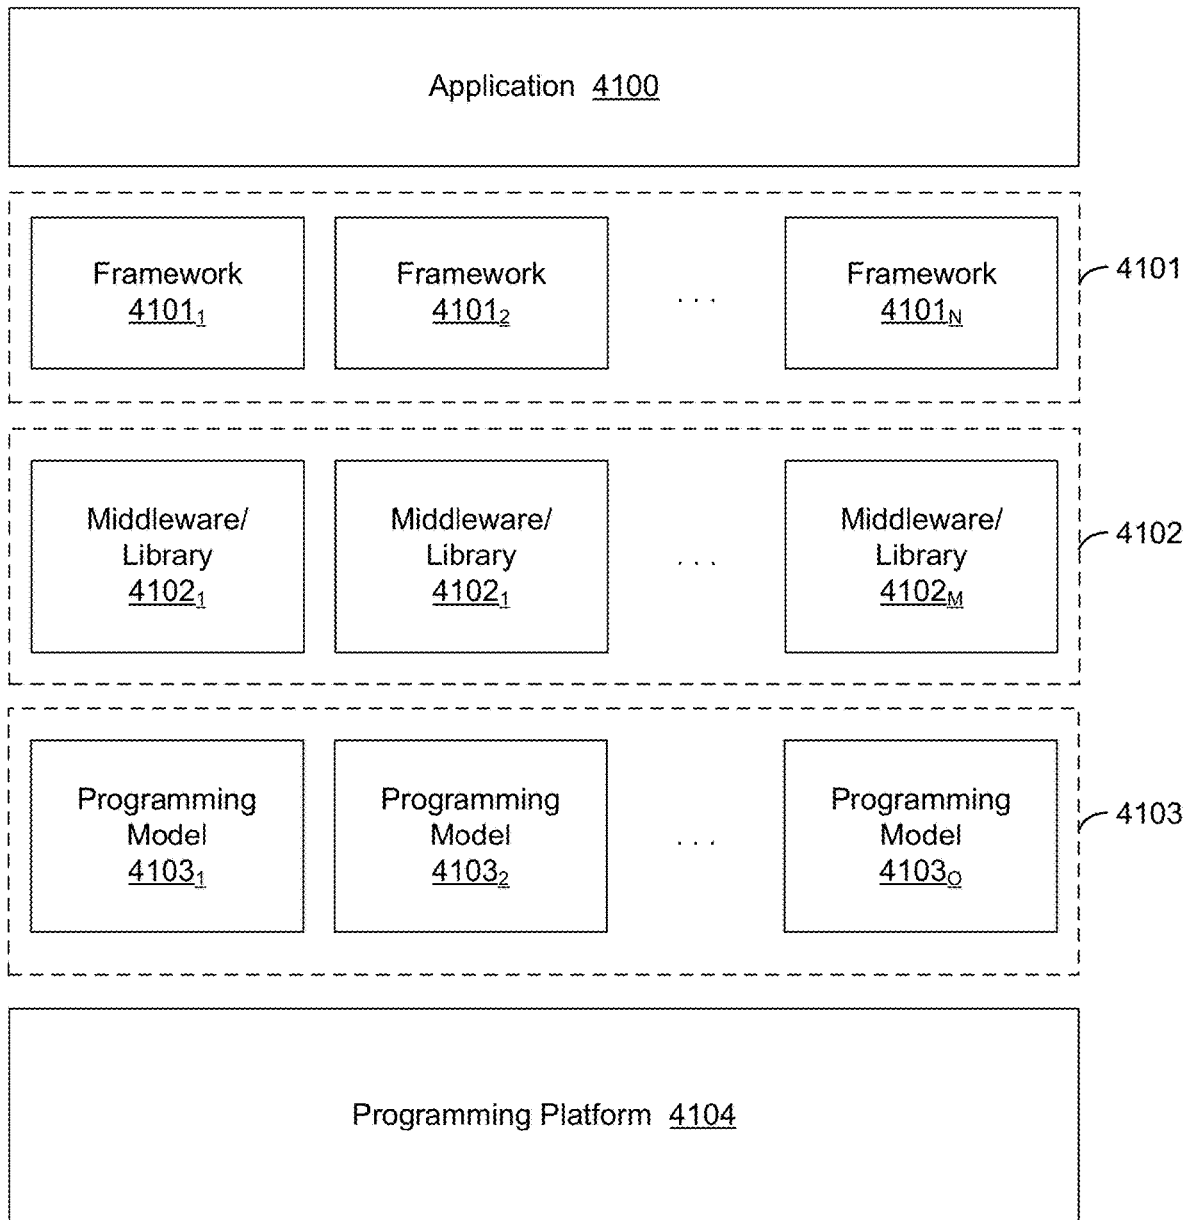 Application 4100
Framework
4101₁
Framework
4101₂
. . .
Framework
4101N
4101
Middleware/
Library
4102₁
Middleware/
Library
4102₁
. . .
Middleware/
Library
4102M
4102
Programming
Model
4103₁
Programming
Model
4103₂
. . .
Programming
Model
4103O
4103
Programming Platform 4104